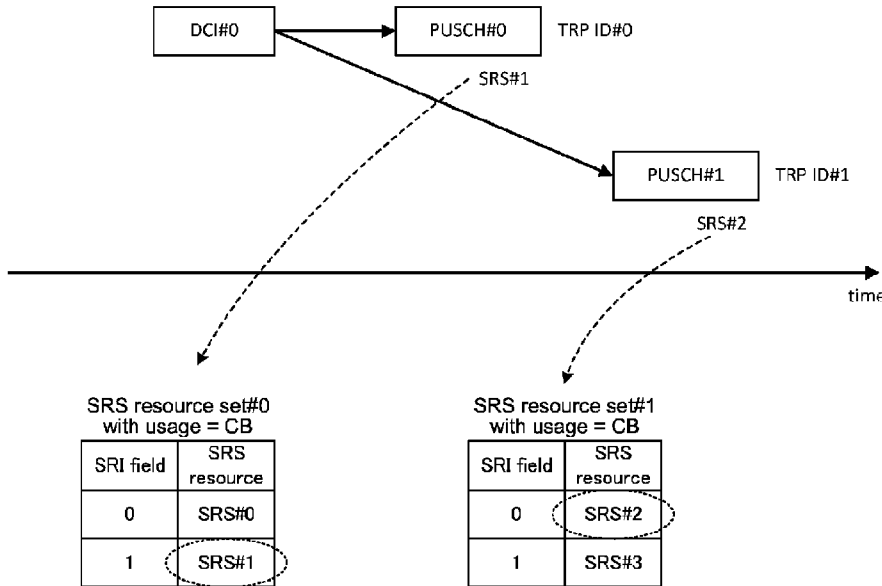 DCI#0
PUSCH#0
TRP ID#0
SRS#1
PUSCH#1
TRP ID#1
SRS#2
time
SRS resource set#0
with usage = CB
SRI field
SRS
resource
0
SRS#0
1
SRS#1
SRS resource set#1
with usage = CB
SRI field
SRS
resource
0
SRS#2
1
SRS#3